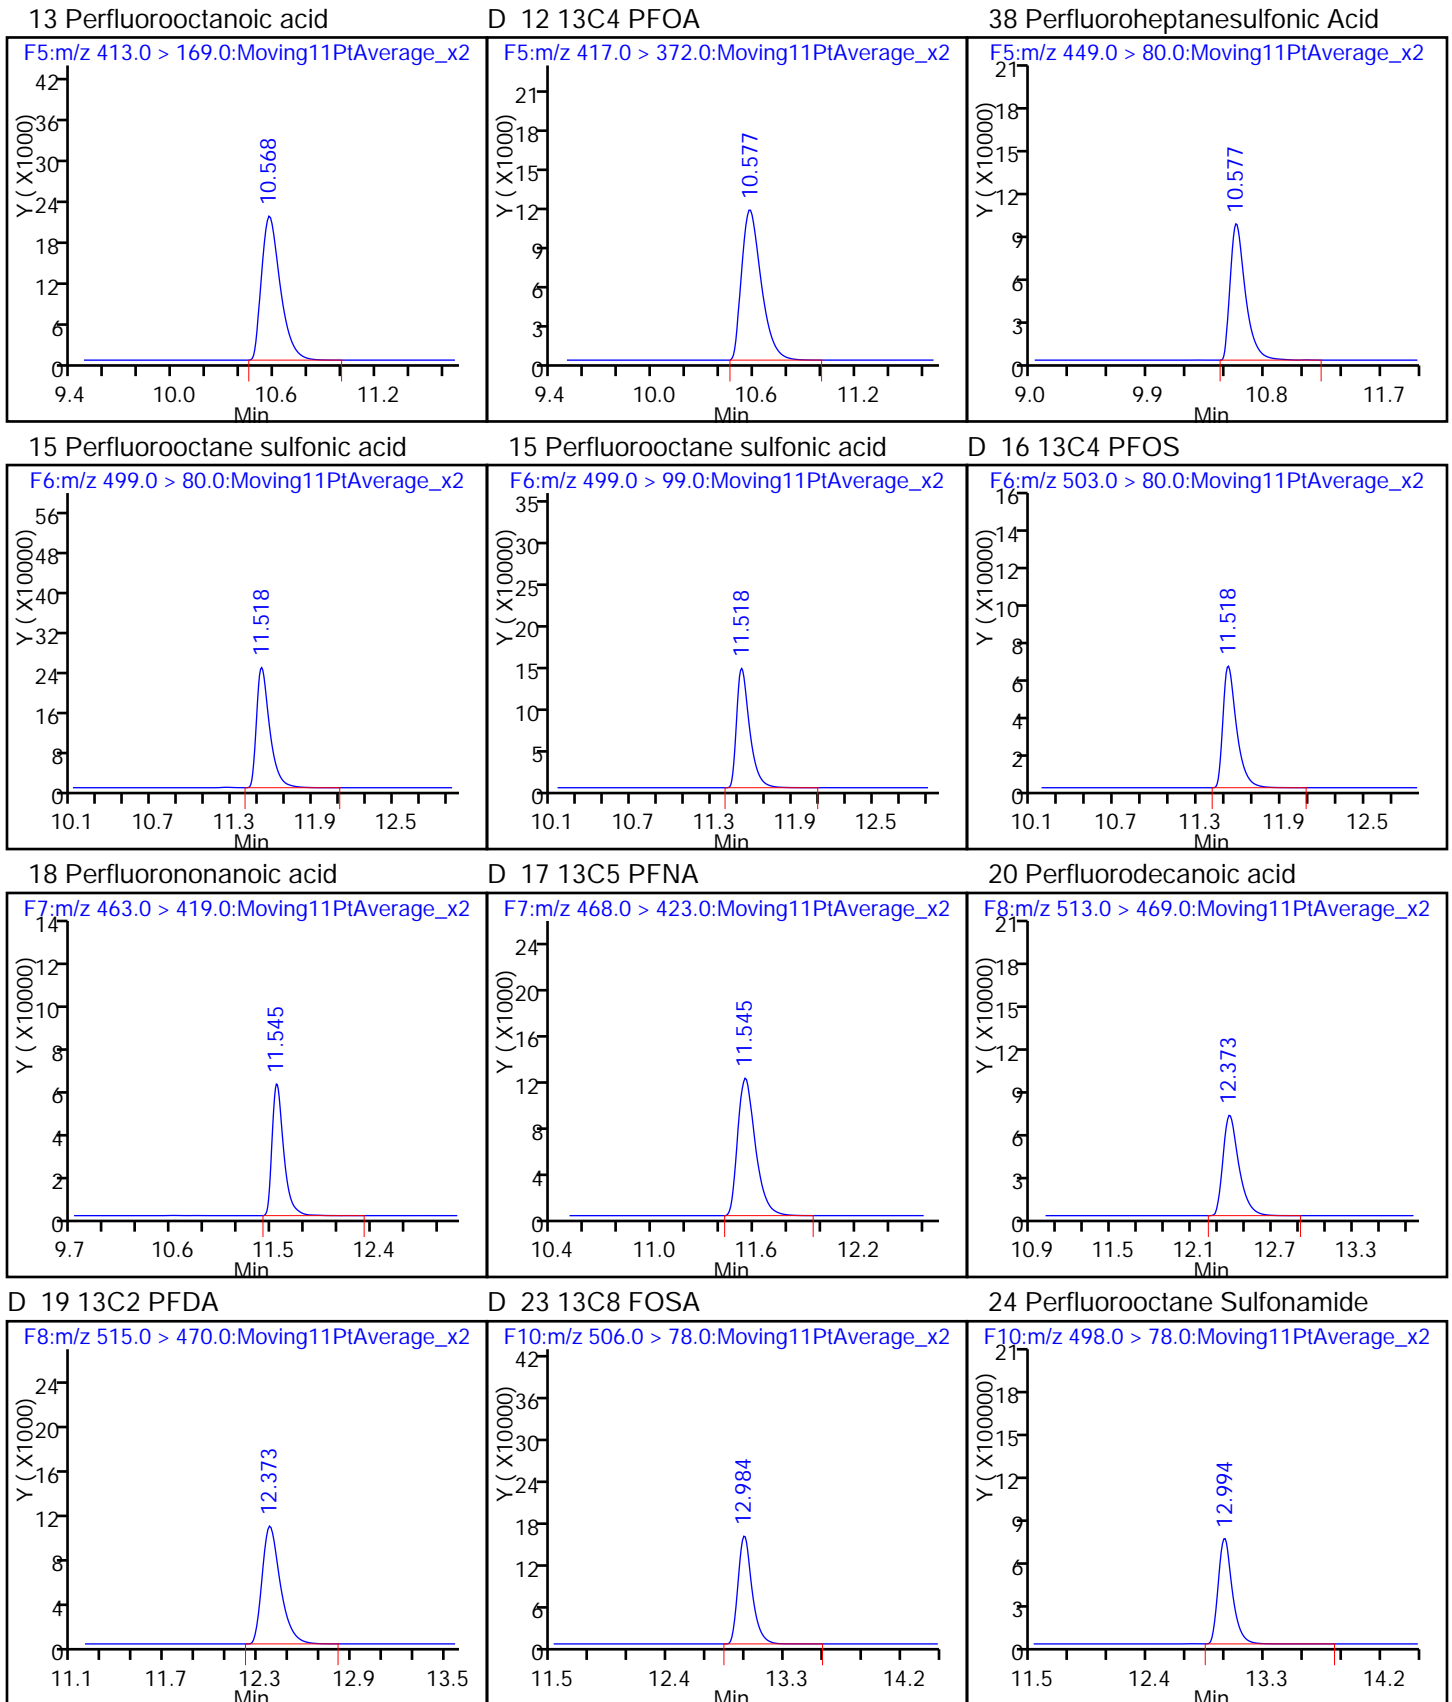 13 Perfluorooctanoic acid
F5:m/z 413.0 > 169.0:Moving11PtAverage_x2
Y ( X1000)
42
36
30
24
18
12
6
0
10.568
9.4 10.0 10.6 11.2
Min
D 12 13C4 PFOA
F5:m/z 417.0 > 372.0:Moving11PtAverage_x2
Y ( X10000)
21
18
15
12
9
6
3
0
10.577
9.4 10.0 10.6 11.2
Min
38 Perfluoroheptanesulfonic Acid
F5:m/z 449.0 > 80.0:Moving11PtAverage_x2
Y ( X10000)
21
18
15
12
9
6
3
0
10.577
9.0 9.9 10.8 11.7
Min
15 Perfluorooctane sulfonic acid
F6:m/z 499.0 > 80.0:Moving11PtAverage_x2
Y ( X10000)
56
48
40
32
24
16
8
0
11.518
10.1 10.7 11.3 11.9 12.5
Min
15 Perfluorooctane sulfonic acid
F6:m/z 499.0 > 99.0:Moving11PtAverage_x2
Y ( X10000)
35
30
25
20
15
10
5
0
11.518
10.1 10.7 11.3 11.9 12.5
Min
D 16 13C4 PFOS
F6:m/z 503.0 > 80.0:Moving11PtAverage_x2
Y ( X10000)
16
14
12
10
8
6
4
2
0
11.518
10.1 10.7 11.3 11.9 12.5
Min
18 Perfluorononanoic acid
F7:m/z 463.0 > 419.0:Moving11PtAverage_x2
Y ( X10000)
14
12
10
8
6
4
2
0
11.545
9.7 10.6 11.5 12.4
Min
D 17 13C5 PFNA
F7:m/z 468.0 > 423.0:Moving11PtAverage_x2
Y ( X10000)
24
20
16
12
8
4
0
11.545
10.4 11.0 11.6 12.2
Min
20 Perfluorodecanoic acid
F8:m/z 513.0 > 469.0:Moving11PtAverage_x2
Y ( X10000)
21
18
15
12
9
6
3
0
12.373
10.9 11.5 12.1 12.7 13.3
Min
D 19 13C2 PFDA
F8:m/z 515.0 > 470.0:Moving11PtAverage_x2
Y ( X10000)
24
20
16
12
8
4
0
12.373
11.1 11.7 12.3 12.9 13.5
Min
D 23 13C8 FOSA
F10:m/z 506.0 > 78.0:Moving11PtAverage_x2
Y ( X100000)
42
36
30
24
18
12
6
0
12.984
11.5 12.4 13.3 14.2
Min
24 Perfluorooctane Sulfonamide
F10:m/z 498.0 > 78.0:Moving11PtAverage_x2
Y ( X100000)
21
18
15
12
9
6
3
0
12.994
11.5 12.4 13.3 14.2
Min